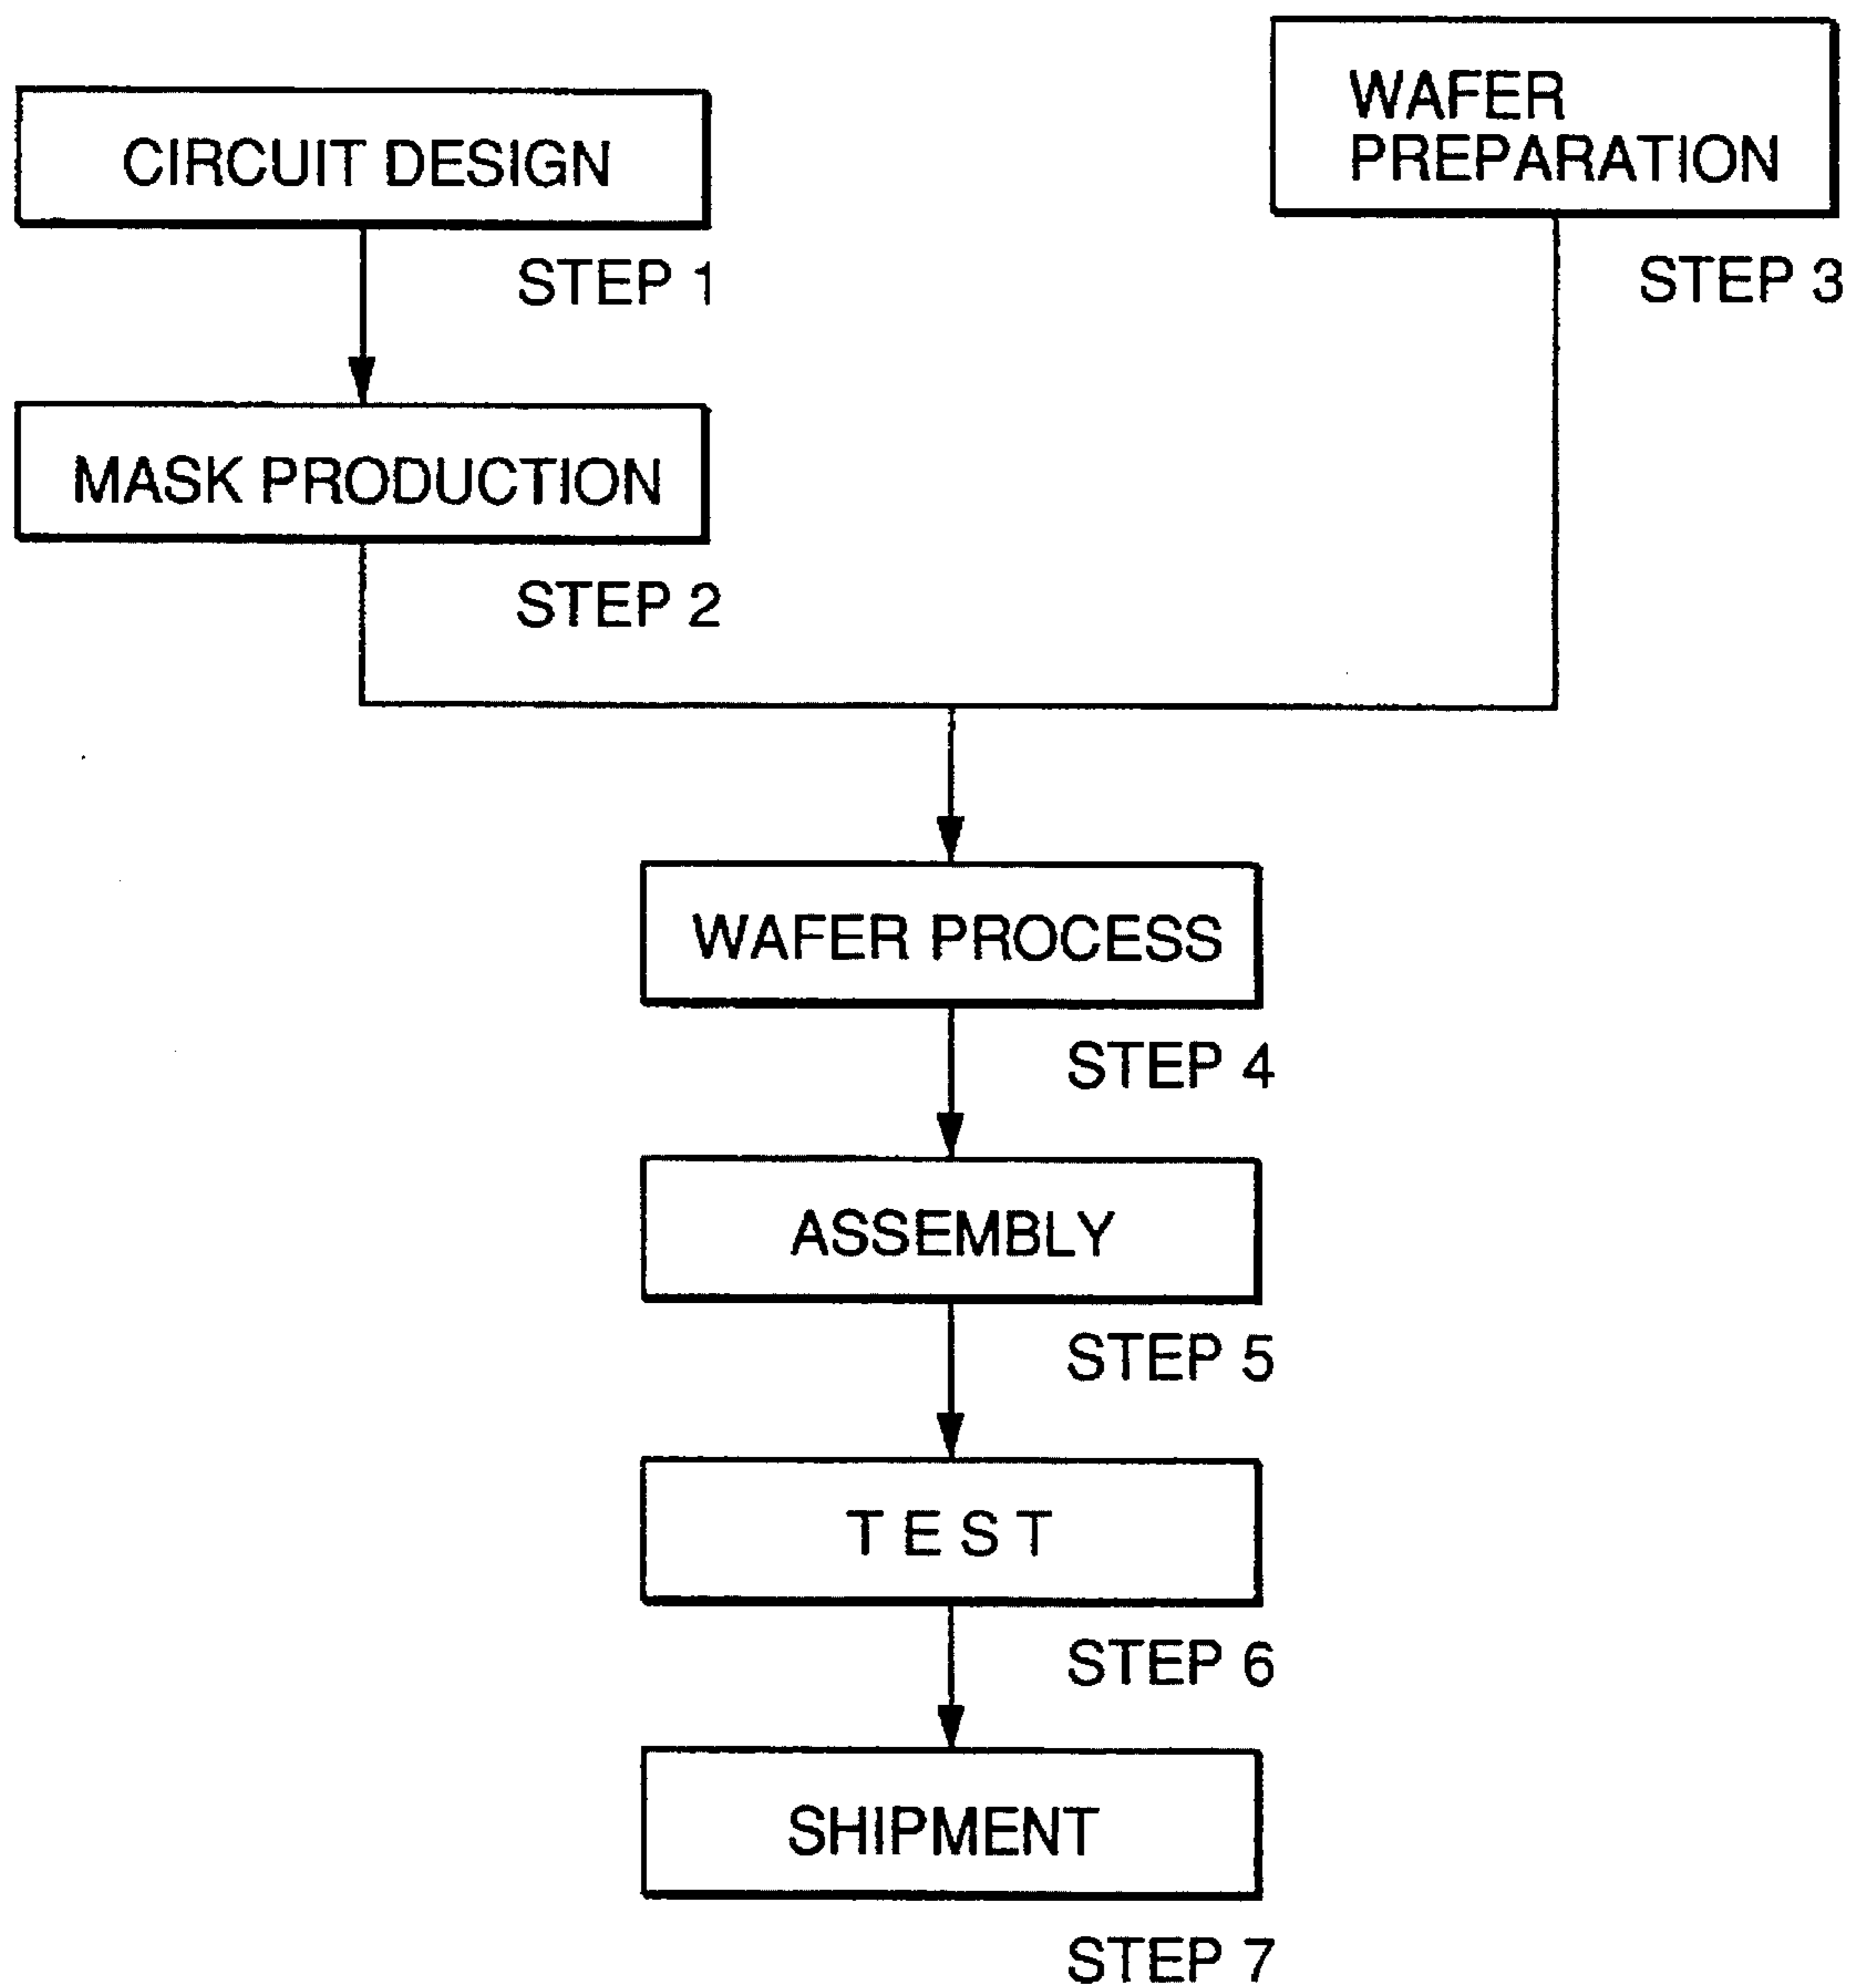 CIRCUIT DESIGN
STEP 1
MASK PRODUCTION
STEP 2
WAFER
PREPARATION
STEP 3
WAFER PROCESS
STEP 4
ASSEMBLY
STEP 5
TEST
STEP 6
SHIPMENT
STEP 7